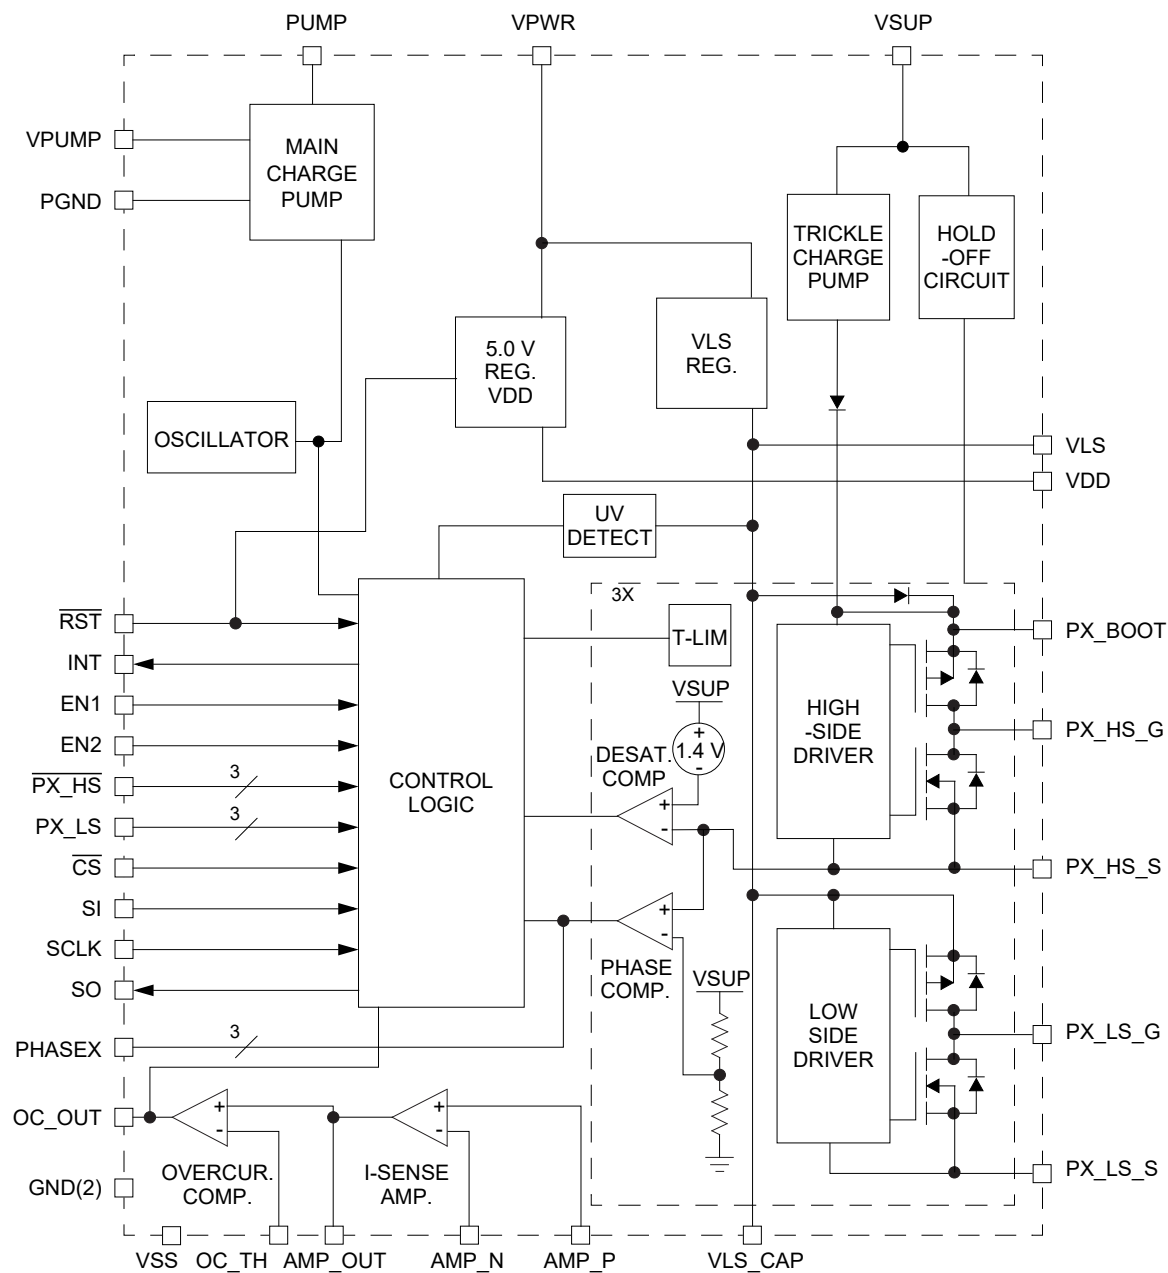 PUMP
VPWR
VSUP
VPUMP
PGND
MAIN
CHARGE
PUMP
TRICKLE
CHARGE
PUMP
HOLD
-OFF
CIRCUIT
5.0 V
REG.
VDD
VLS
REG.
OSCILLATOR
VLS
VDD
UV
DETECT
3X
RST
INT
EN1
EN2
PX_HS
3
PX_LS
3
CS
SI
SCLK
SO
PHASEX
3
CONTROL
LOGIC
T-LIM
VSUP
+
1.4 V
-
DESAT.
COMP
+
-
+
-
PHASE
COMP.
VSUP
HIGH
-SIDE
DRIVER
LOW
SIDE
DRIVER
PX_BOOT
PX_HS_G
PX_HS_S
PX_LS_G
PX_LS_S
OC_OUT
+
-
OVERCUR.
COMP.
+
-
I-SENSE
AMP.
GND(2)
VSS
OC_TH
AMP_OUT
AMP_N
AMP_P
VLS_CAP